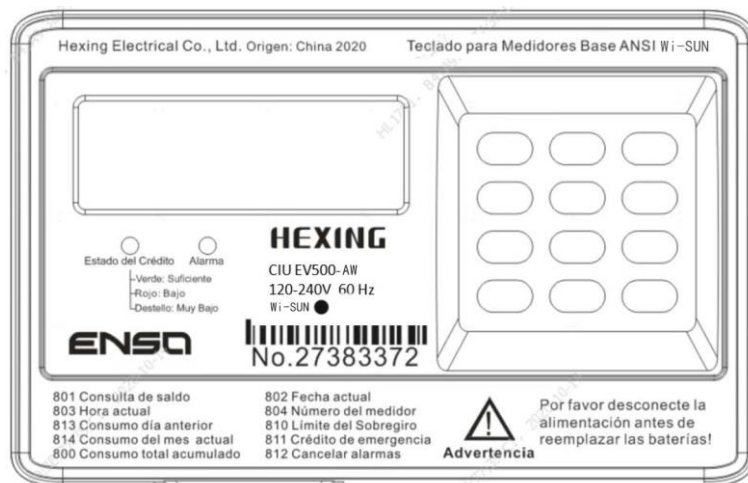 Hexing Electrical Co., Ltd. Origen: China 2020
Teclado para Medidores Base ANSI Wi-SUN
Estado del Crédito
Alarma
Verde: Suficiente
Rojo: Bajo
Destello: Muy Bajo
HEXING
CIU EV500-AW
120-240V 60 Hz
Wi-SUN
ENSA
No.27383372
801 Consulta de saldo
803 Hora actual
813 Consumo día anterior
814 Consumo del mes actual
800 Consumo total acumulado
802 Fecha actual
804 Número del medidor
810 Límite del Sobregiro
811 Crédito de emergencia
812 Cancelar alarmas
Advertencia
Por favor desconecte la
alimentación antes de
reemplazar las baterías!